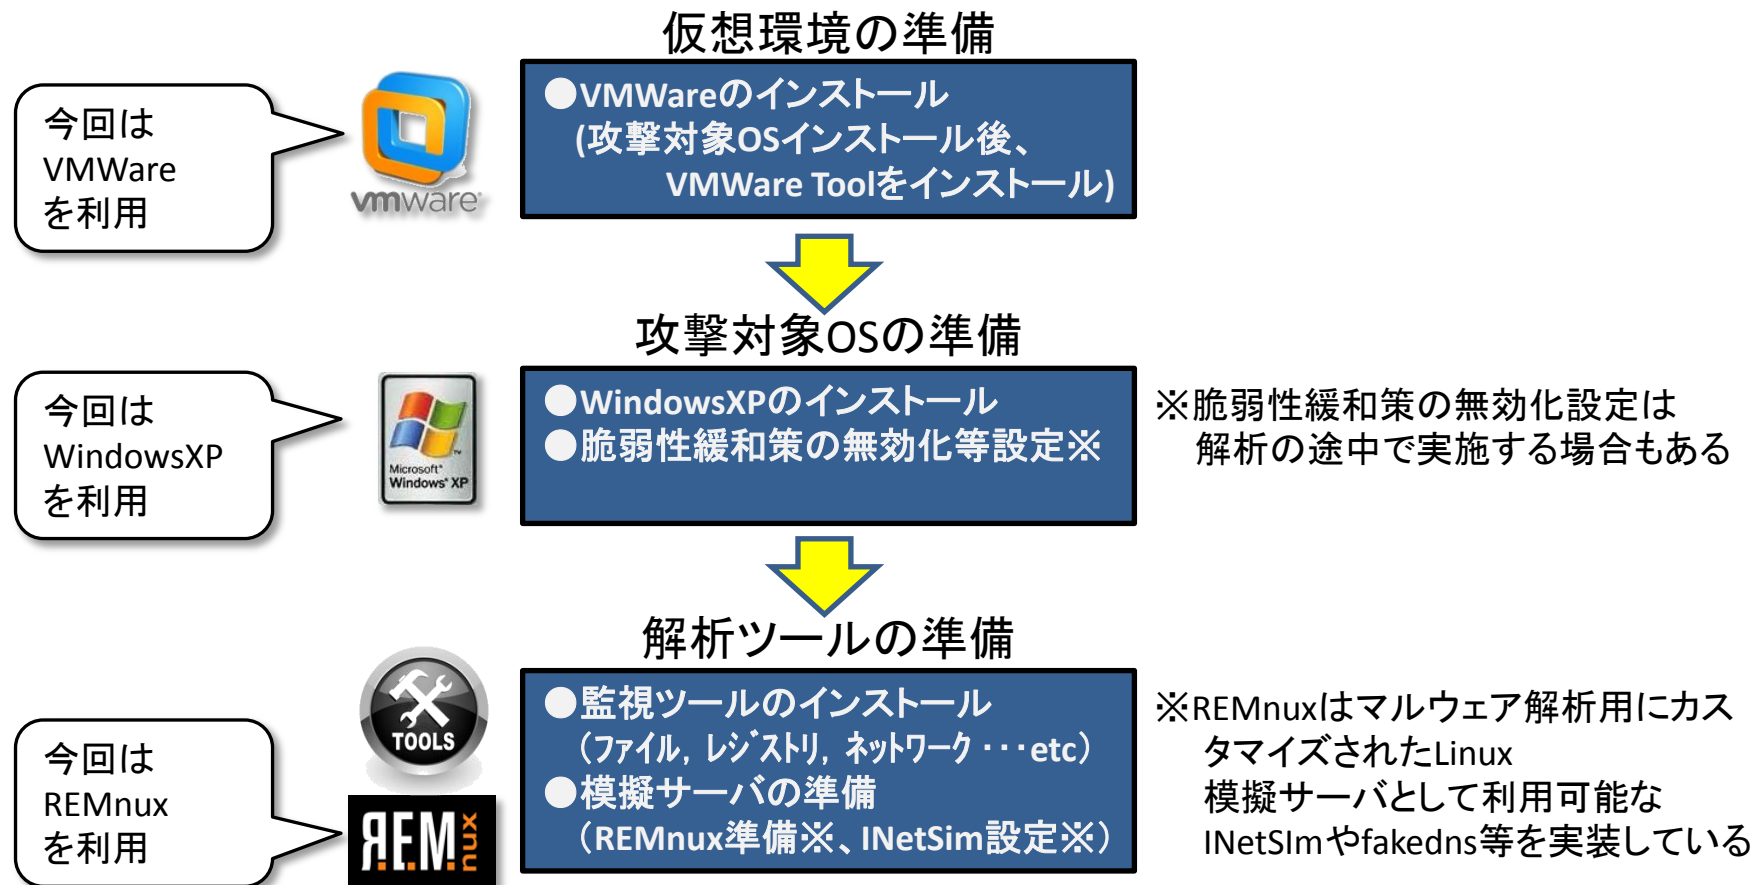 仮想環境の準備
今回は
VMWare
を利用
vmware
●VMWareのインストール
(攻撃対象OSインストール後、
VMWare Toolをインストール)
攻撃対象OSの準備
今回は
WindowsXP
を利用
Microsoft
Windows XP
●WindowsXPのインストール
●脆弱性緩和策の無効化等設定※
※脆弱性緩和策の無効化設定は
解析の途中で実施する場合もある
解析ツールの準備
今回は
REMnux
を利用
TOOLS
REMnux
●監視ツールのインストール
（ファイル，レジストリ，ネットワーク・・・etc）
●模擬サーバの準備
（REMnux準備※、INetSim設定※）
※REMnuxはマルウェア解析用にカス
タマイズされたLinux
模擬サーバとして利用可能な
INetSImやfakedns等を実装している